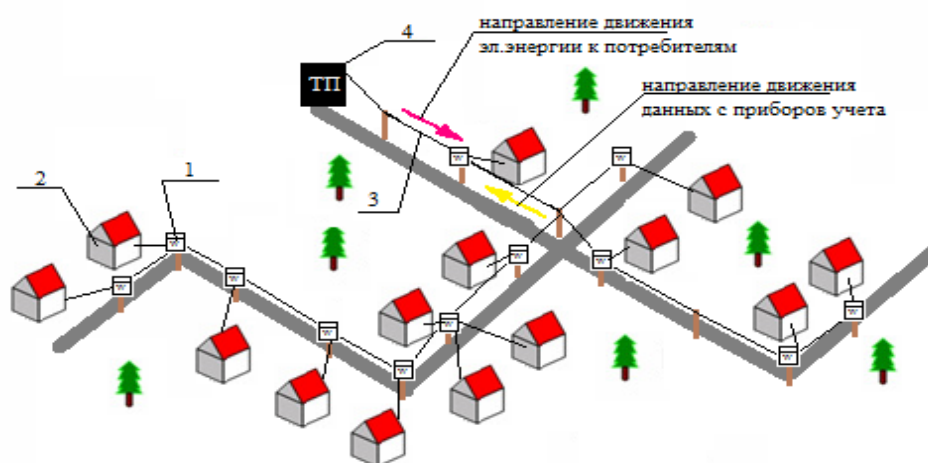 4
направление движения
эл.энергии к потребителям
ТП
направление движения
данных с приборов учета
W
W
2
1
3
W
W
W
W
W
W
W
W
W
W
W